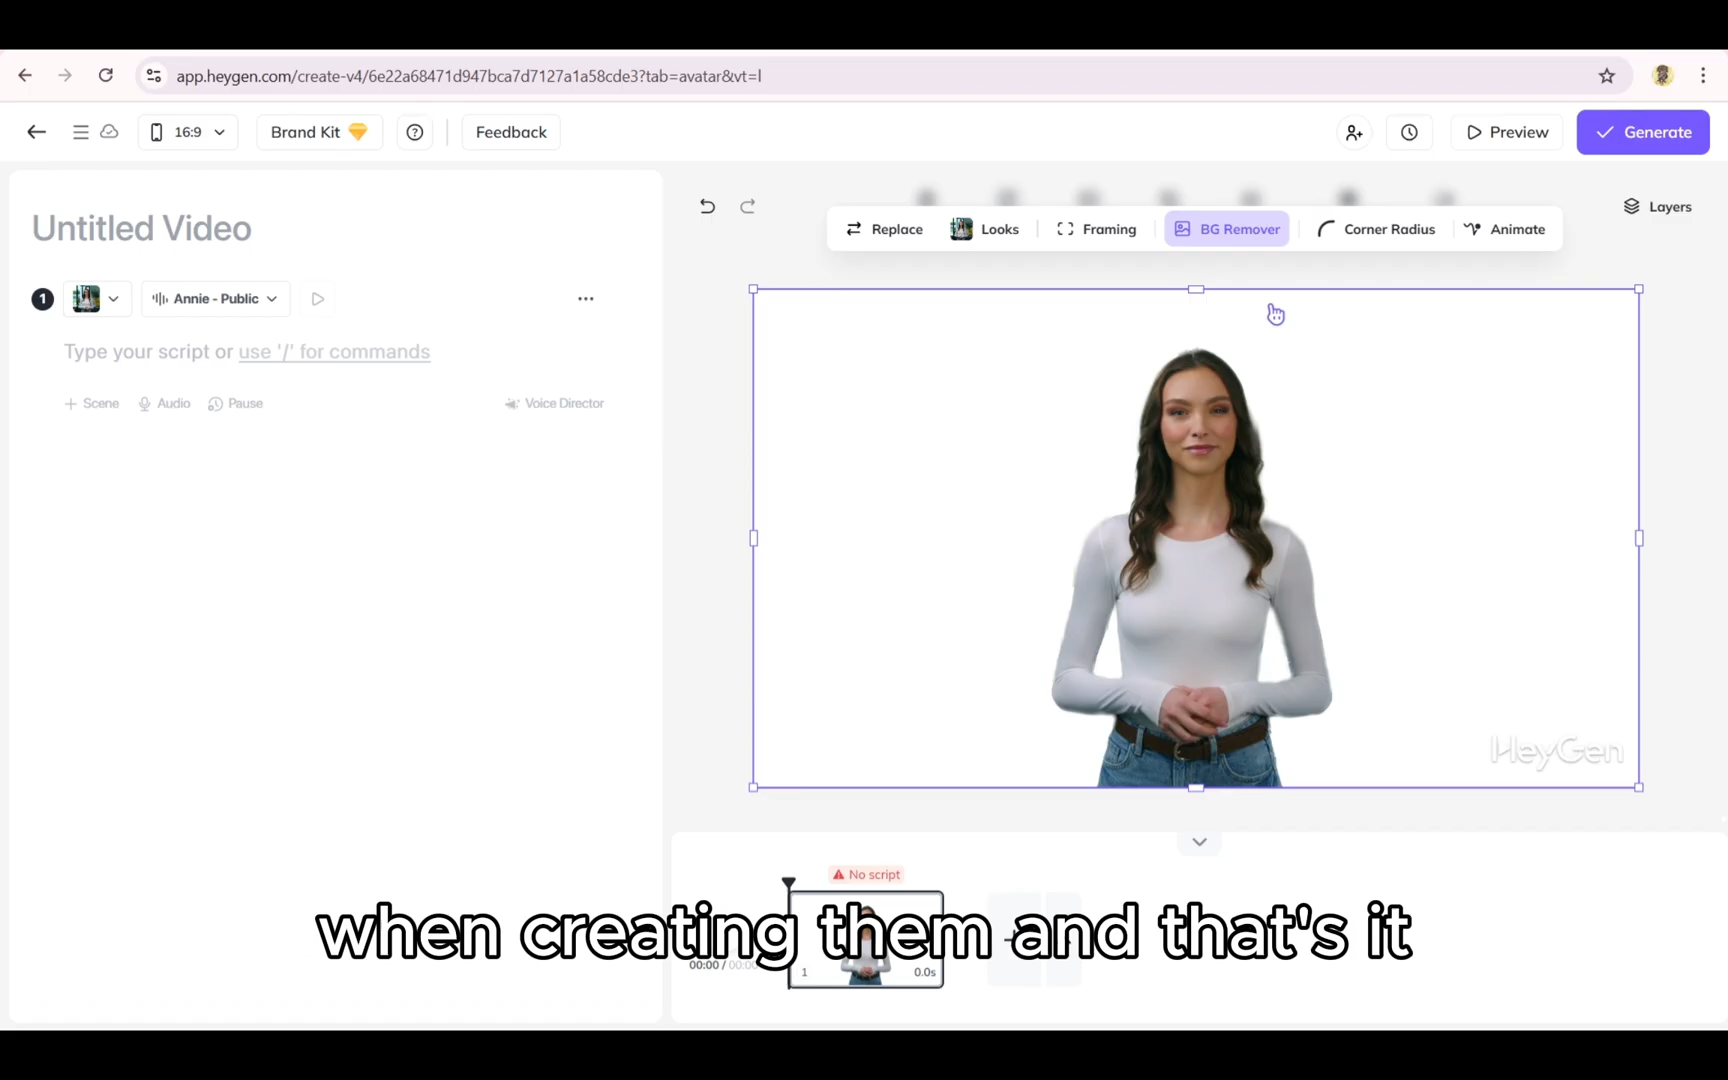 app.heygen.com/create-v4/6e22a68471d947bca7d7127a1a58cde3?tab=avatar&vt=l
16:9
Brand Kit
Feedback
Preview
Generate
Untitled Video
Layers
Replace
Looks
Framing
BG Remover
Corner Radius
Animate
1
Annie - Public
Type your script or use '/' for commands
Scene
Audio
Pause
Voice Director
HeyGen
No script
when creating them and that's it
00:00 / 00:00
1
0.0s